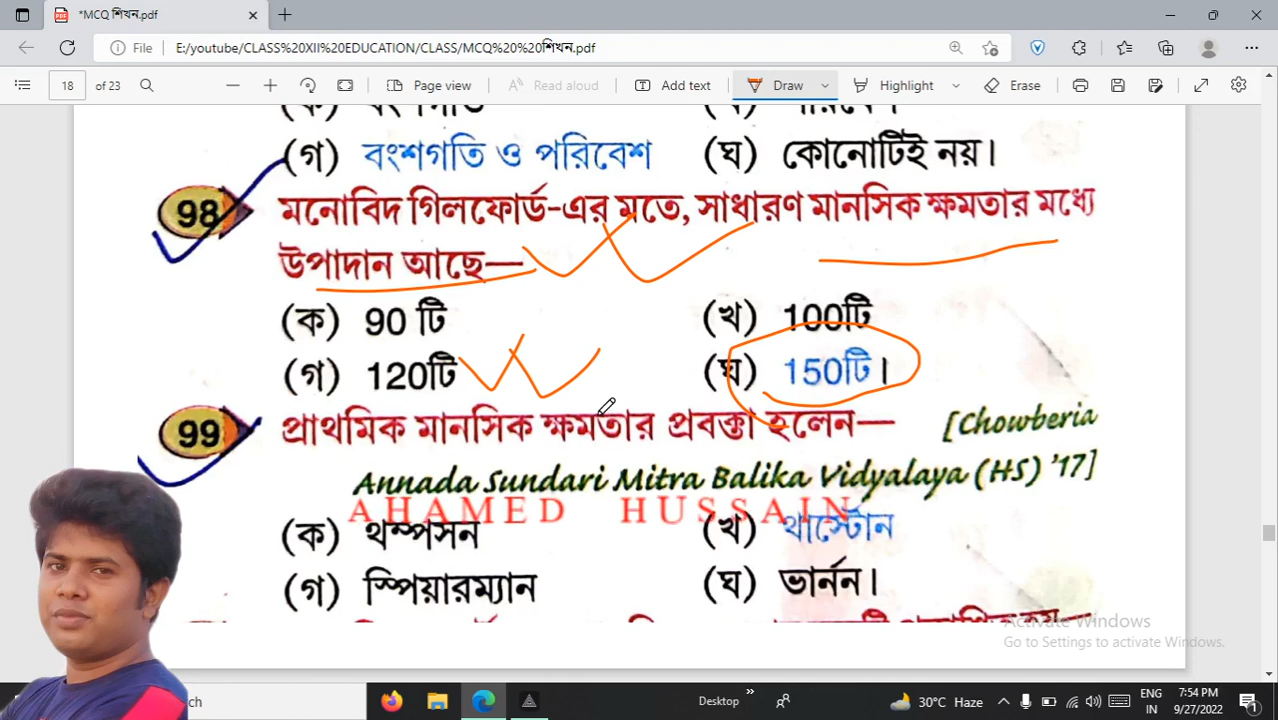 *MCQ শিখন.pdf
File E:/youtube/CLASS%20XII%20EDUCATION/CLASS/MCQ%20%20শিখন.pdf
18 of 23 Page view Read aloud Add text Draw Highlight Erase
(গ) বংশগতি ও পরিবেশ (ঘ) কোনোটিই নয়।
98 মনোবিদ গিলফোর্ড-এর মতে, সাধারণ মানসিক ক্ষমতার মধ্যে
উপাদান আছে—
(ক) 90 টি (খ) 100টি
(গ) 120টি (ঘ) 150টি।
99 প্রাথমিক মানসিক ক্ষমতার প্রবক্তা হলেন— [Chowberia
Annada Sundari Mitra Balika Vidyalaya (HS) '17]
AHAMED HUSSAIN
(ক) থম্পসন (খ) থার্স্টোন
(গ) স্পিয়ারম্যান (ঘ) ভার্নন।
Activate Windows
Go to Settings to activate Windows.
rch Desktop 30°C Haze ENG 7:54 PM
IN 9/27/2022